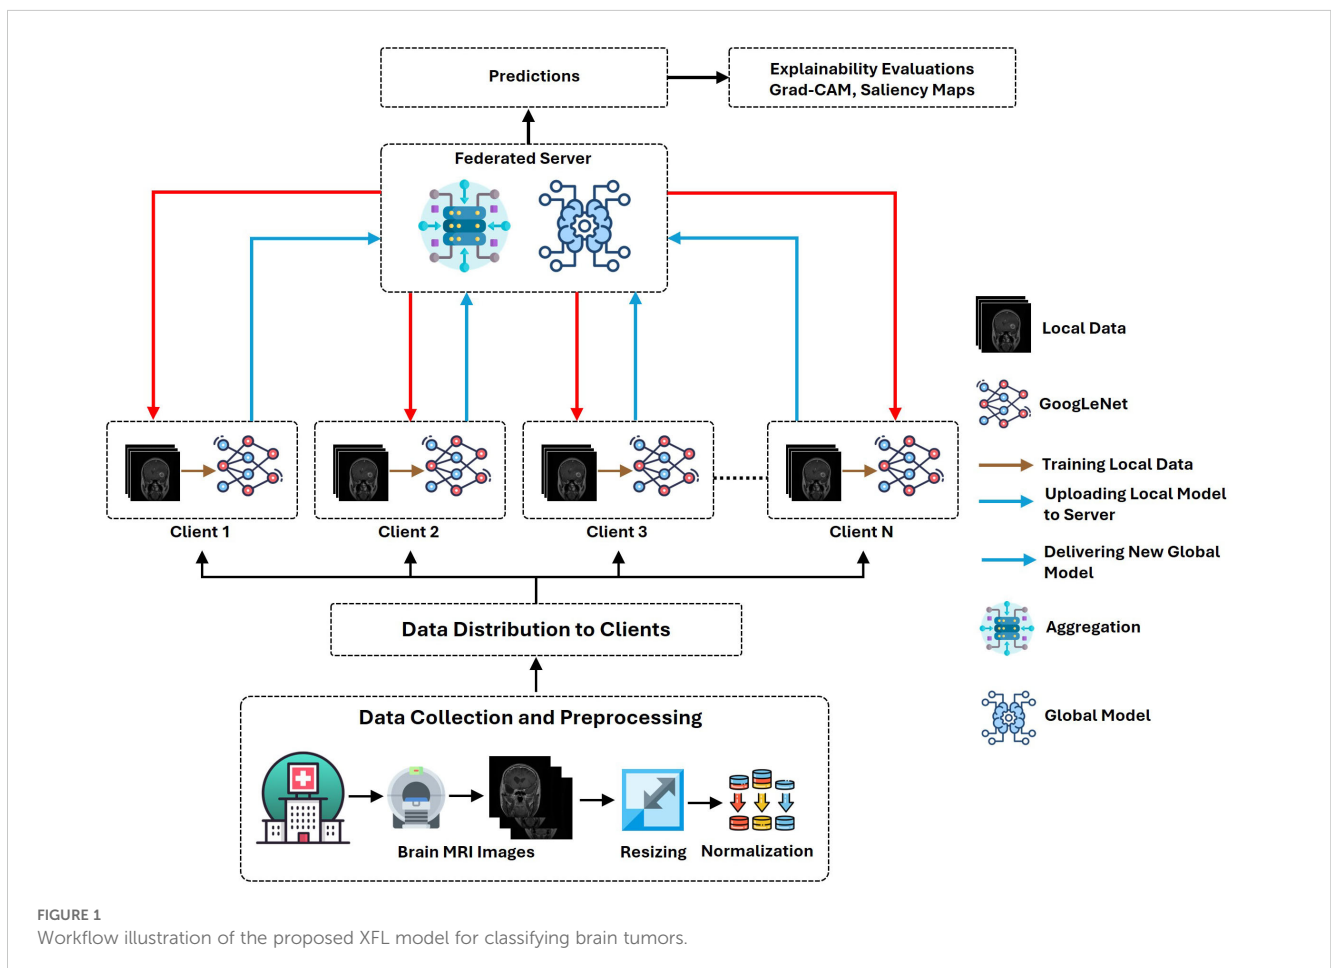 Predictions
Explainability Evaluations
Grad-CAM, Saliency Maps
Federated Server
Client 1
Client 2
Client 3
Client N
Local Data
GoogLeNet
Training Local Data
Uploading Local Model
to Server
Delivering New Global
Model
Aggregation
Global Model
Data Distribution to Clients
Data Collection and Preprocessing
Brain MRI Images
Resizing
Normalization
FIGURE 1
Workflow illustration of the proposed XFL model for classifying brain tumors.